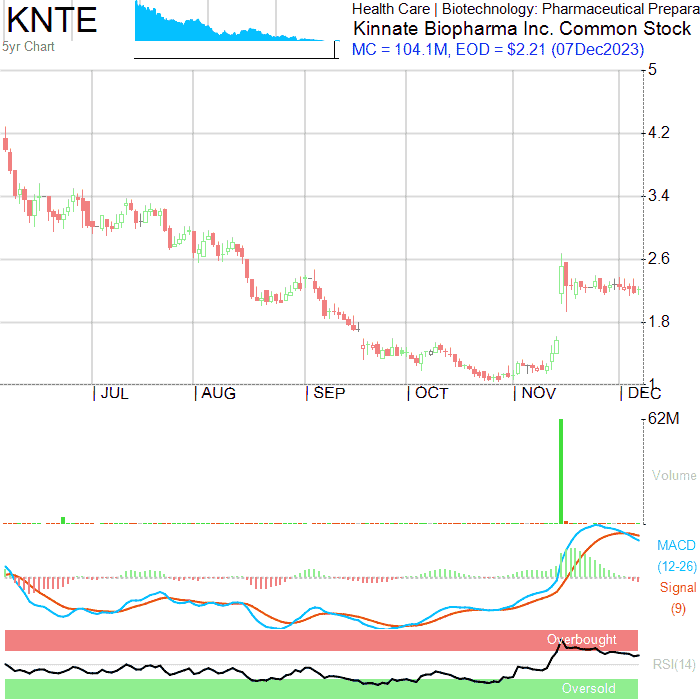 KNTE
5yr Chart
Health Care | Biotechnology: Pharmaceutical Prepara
Kinnate Biopharma Inc. Common Stock
MC = 104.1M, EOD = $2.21 (07Dec2023)
5
4.2
3.4
2.6
1.8
1
JUL AUG SEP OCT NOV DEC
62M
Volume
MACD
(12-26)
Signal
(9)
Overbought
RSI(14)
Oversold